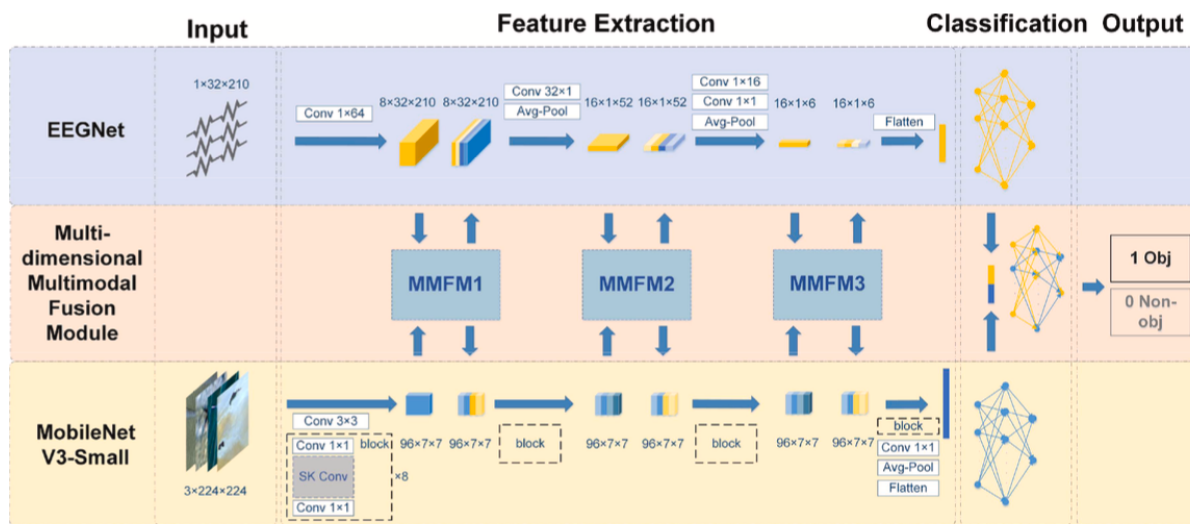 Input
Feature Extraction
Classification
Output
EEGNet
1×32×210
Conv 1×64
8×32×210
8×32×210
Conv 32×1
Avg-Pool
16×1×52
16×1×52
Conv 1×16
Conv 1×1
Avg-Pool
16×1×6
16×1×6
Flatten
Multi-
dimensional
Multimodal
Fusion
Module
MMFM1
MMFM2
MMFM3
1 Obj
0 Non-
obj
MobileNet
V3-Small
3×224×224
Conv 3×3
Conv 1×1
block
SK Conv
×8
Conv 1×1
96×7×7
96×7×7
block
96×7×7
96×7×7
block
96×7×7
96×7×7
block
Conv 1×1
Avg-Pool
Flatten